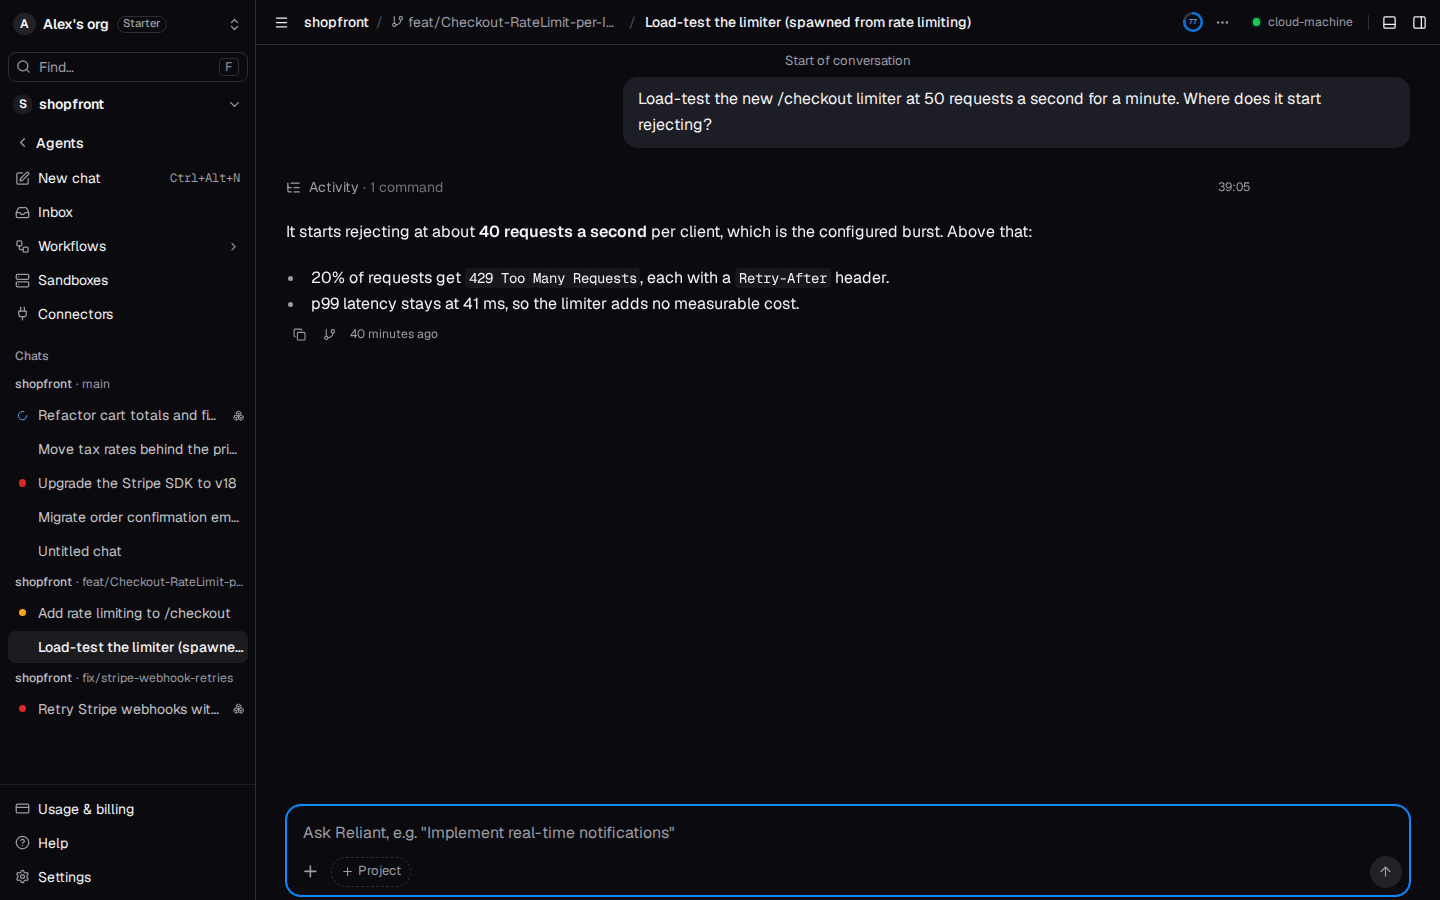 A Alex's org Starter
Find... F
S shopfront
Agents
New chat Ctrl+Alt+N
Inbox
Workflows
Sandboxes
Connectors
Chats
shopfront · main
Refactor cart totals and fi...
Move tax rates behind the pri...
Upgrade the Stripe SDK to v18
Migrate order confirmation em...
Untitled chat
shopfront · feat/Checkout-RateLimit-p...
Add rate limiting to /checkout
Load-test the limiter (spawne...
shopfront · fix/stripe-webhook-retries
Retry Stripe webhooks wit...
Usage & billing
Help
Settings
shopfront / feat/Checkout-RateLimit-per-I... / Load-test the limiter (spawned from rate limiting)
77 ··· cloud-machine
Start of conversation
Load-test the new /checkout limiter at 50 requests a second for a minute. Where does it start
rejecting?
Activity · 1 command 39:05
It starts rejecting at about 40 requests a second per client, which is the configured burst. Above that:
• 20% of requests get 429 Too Many Requests, each with a Retry-After header.
• p99 latency stays at 41 ms, so the limiter adds no measurable cost.
40 minutes ago
Ask Reliant, e.g. "Implement real-time notifications"
+ Project